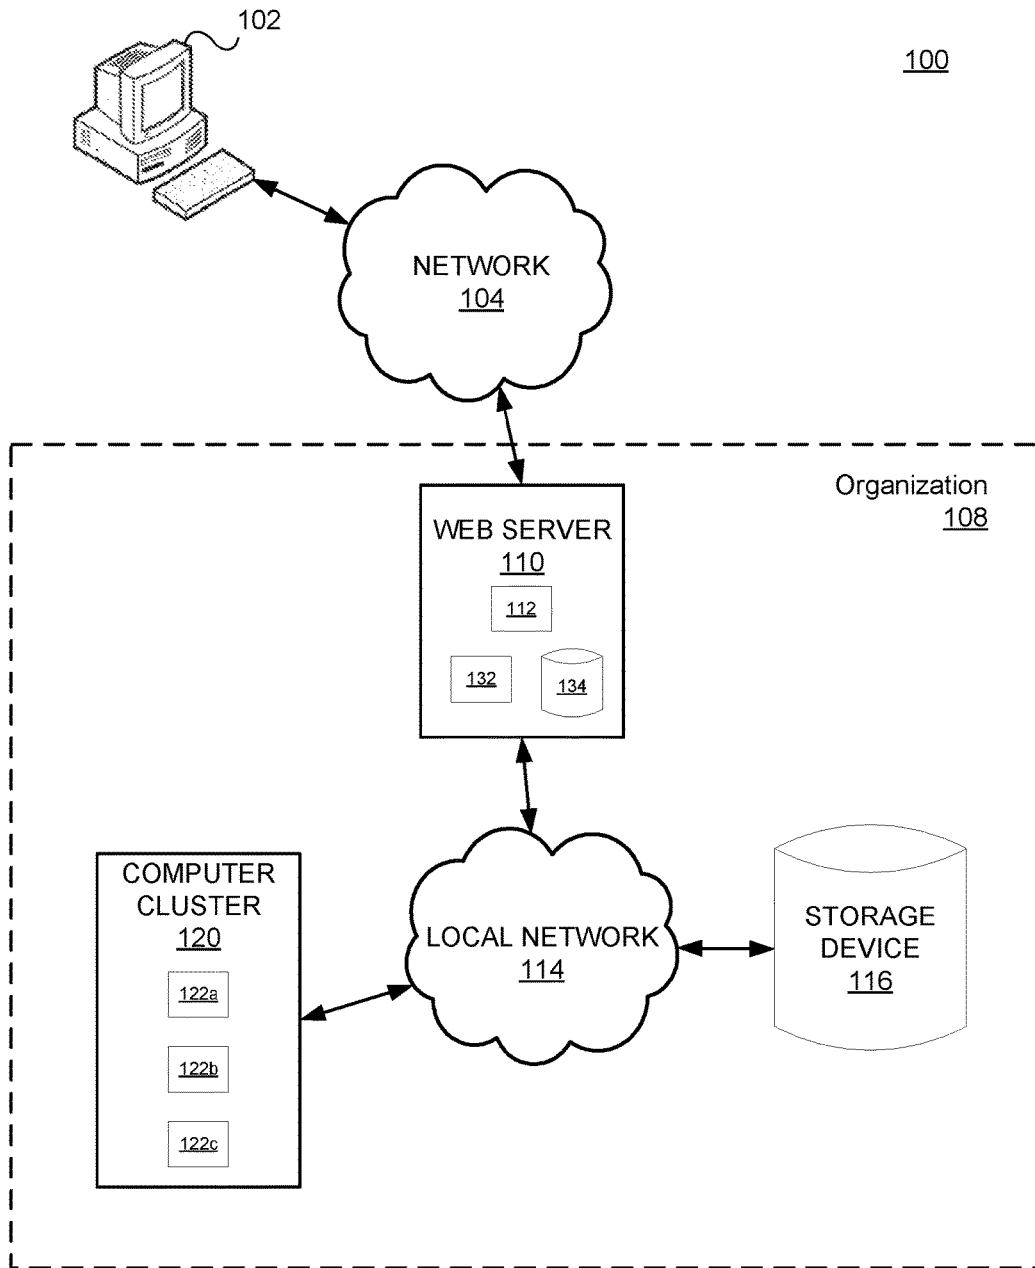 102
100
NETWORK
104
Organization
108
WEB SERVER
110
112
132
134
COMPUTER
CLUSTER
120
122a
122b
122c
LOCAL NETWORK
114
STORAGE
DEVICE
116